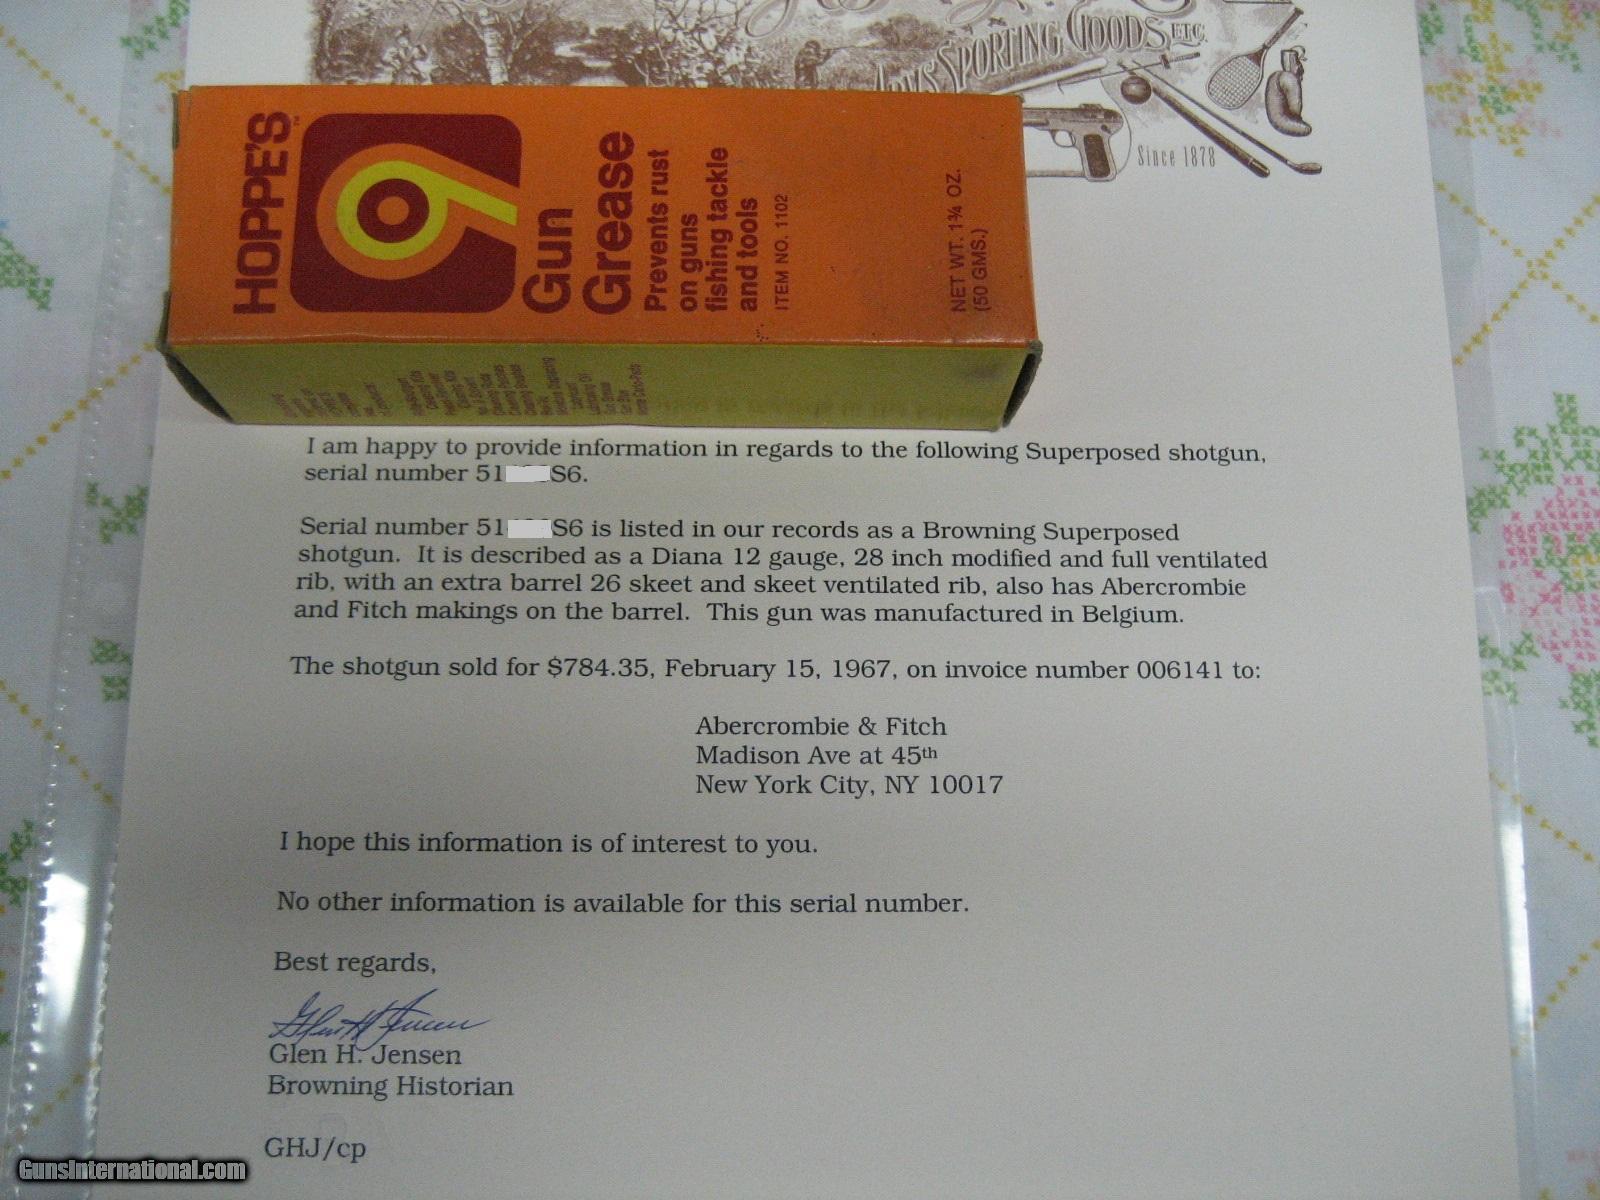 SPORTING GOODS ETC.
Since 1878
HOPPE'S™
9
Gun
Grease
Prevents rust
on guns
fishing tackle
and tools
ITEM NO. 1102
NET WT. 1¾ OZ.
(50 GMS.)
I am happy to provide information in regards to the following Superposed shotgun,
serial number 51 S6.
Serial number 51 S6 is listed in our records as a Browning Superposed
shotgun. It is described as a Diana 12 gauge, 28 inch modified and full ventilated
rib, with an extra barrel 26 skeet and skeet ventilated rib, also has Abercrombie
and Fitch makings on the barrel. This gun was manufactured in Belgium.
The shotgun sold for $784.35, February 15, 1967, on invoice number 006141 to:
Abercrombie & Fitch
Madison Ave at 45th
New York City, NY 10017
I hope this information is of interest to you.
No other information is available for this serial number.
Best regards,
Glen H. Jensen
Glen H. Jensen
Browning Historian
GHJ/cp
GunsInternational.com